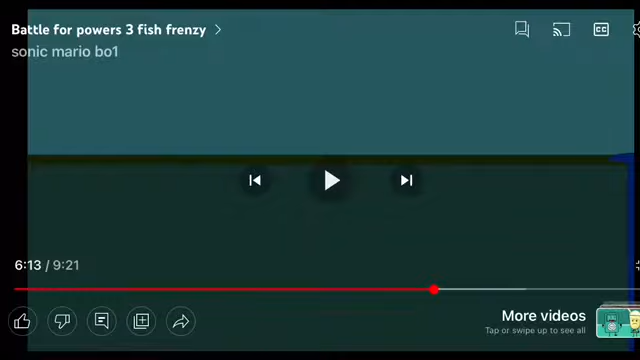 Battle for powers 3 fish frenzy
sonic mario bo1
CC
6:13 / 9:21
More videos
Tap or swipe up to see all